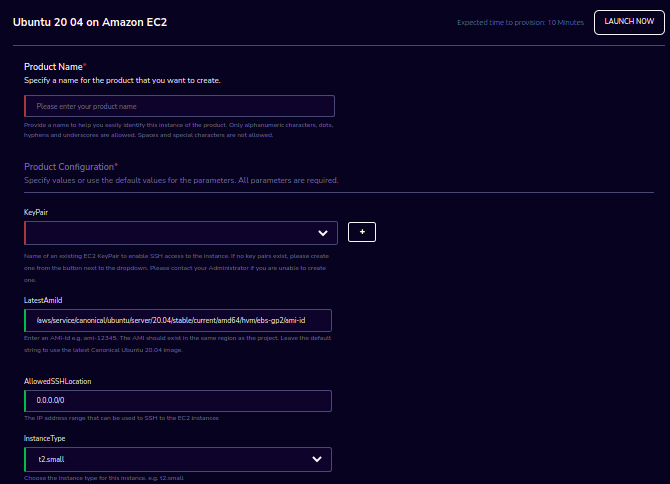 Ubuntu 20 04 on Amazon EC2
Expected time to provision: 10 Minutes
LAUNCH NOW
Product Name*
Specify a name for the product that you want to create.
Please enter your product name
Provide a name to help you easily identify this instance of the product. Only alphanumeric characters, dots,
hyphens and underscores are allowed. Spaces and special characters are not allowed.
Product Configuration*
Specify values or use the default values for the parameters. All parameters are required.
KeyPair
+
Name of an existing EC2 KeyPair to enable SSH access to the instance. If no key pairs exist, please create
one from the button next to the dropdown. Please contact your Administrator if you are unable to create
one.
LatestAmiId
/aws/service/canonical/ubuntu/server/20.04/stable/current/amd64/hvm/ebs-gp2/ami-id
Enter an AMI-Id e.g. ami-12345. The AMI should exist in the same region as the project. Leave the default
string to use the latest Canonical Ubuntu 20.04 image.
AllowedSSHLocation
0.0.0.0/0
The IP address range that can be used to SSH to the EC2 instances
InstanceType
t2.small
Choose the instance type for this instance. e.g. t2.small